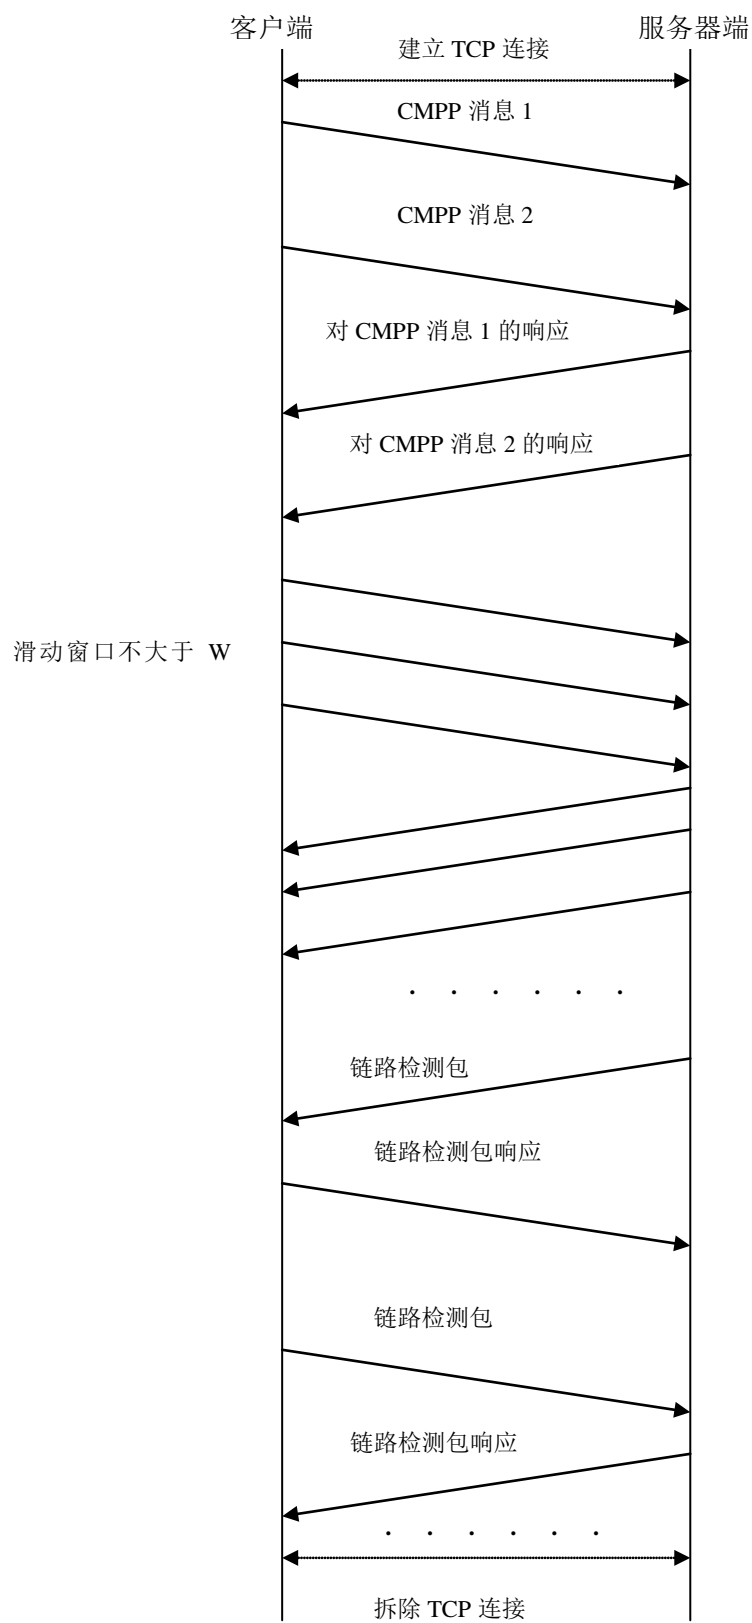 客户端
服务器端
建立 TCP 连接
CMPP 消息 1
CMPP 消息 2
对 CMPP 消息 1 的响应
对 CMPP 消息 2 的响应
滑动窗口不大于 W
. . . . . .
链路检测包
链路检测包响应
链路检测包
链路检测包响应
. . . . . .
拆除 TCP 连接